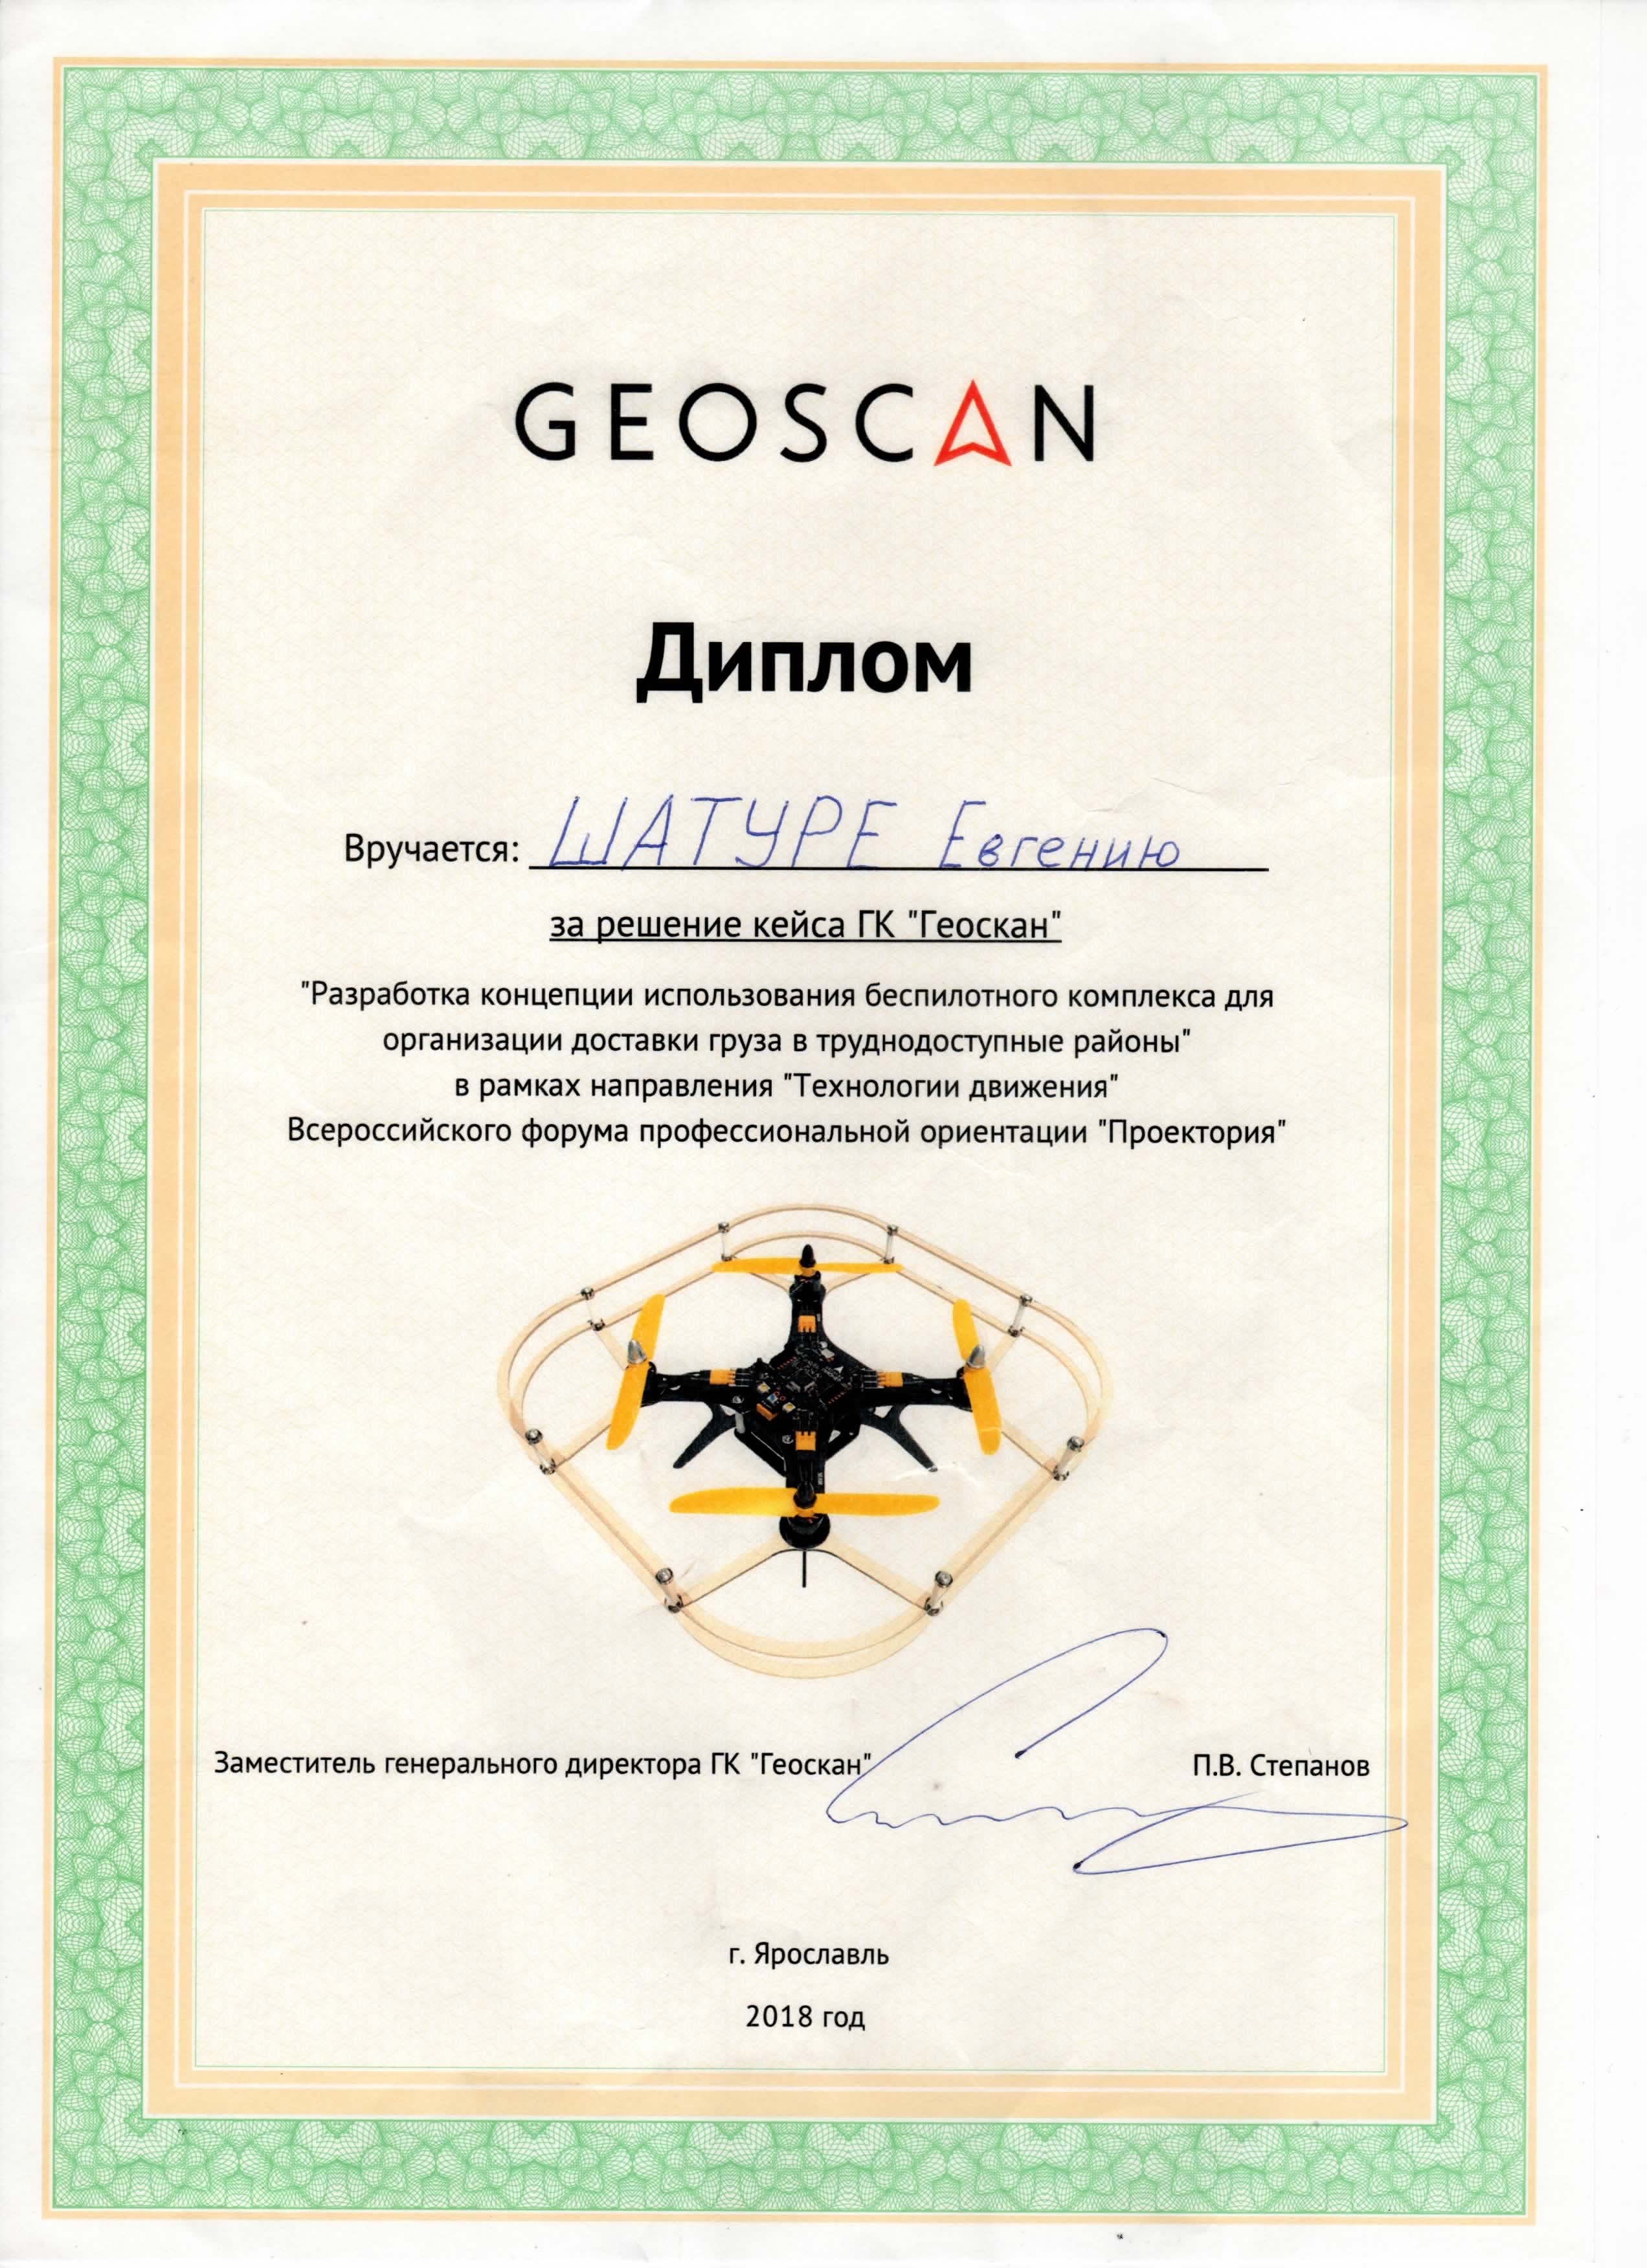 GEOSCAN
Диплом
Вручается: ШАТУРЕ Евгению
за решение кейса ГК "Геоскан"
"Разработка концепции использования беспилотного комплекса для
организации доставки груза в труднодоступные районы"
в рамках направления "Технологии движения"
Всероссийского форума профессиональной ориентации "Проектория"
Заместитель генерального директора ГК "Геоскан" П.В. Степанов
г. Ярославль
2018 год